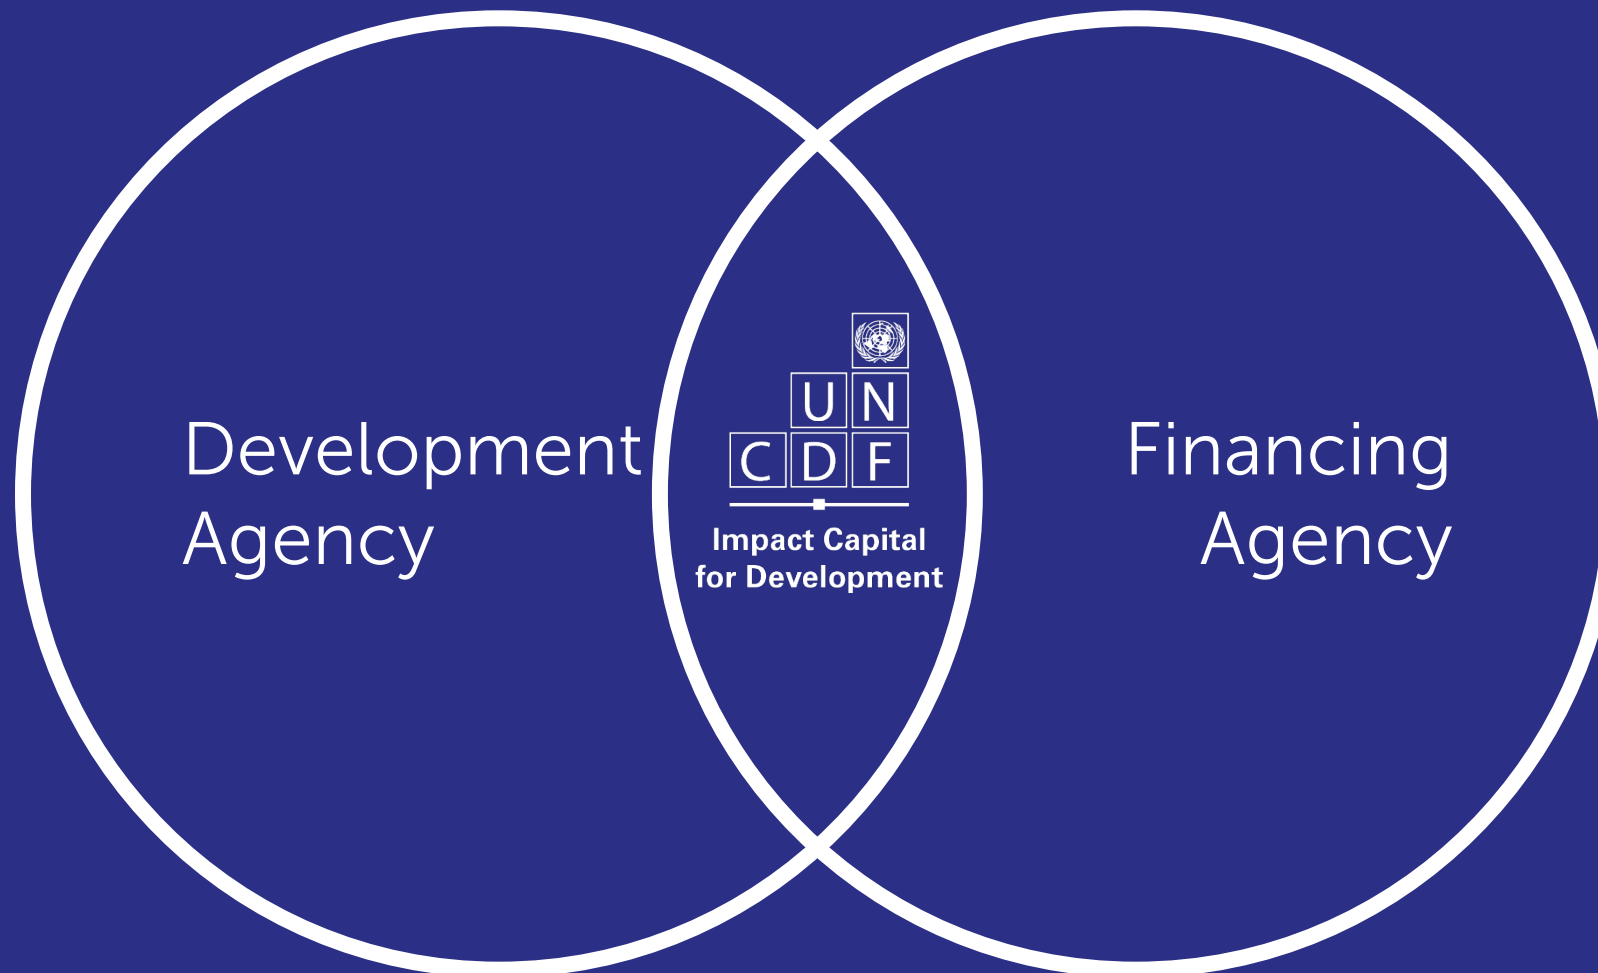 Development
Agency
U N
C D F
Impact Capital
for Development
Financing
Agency